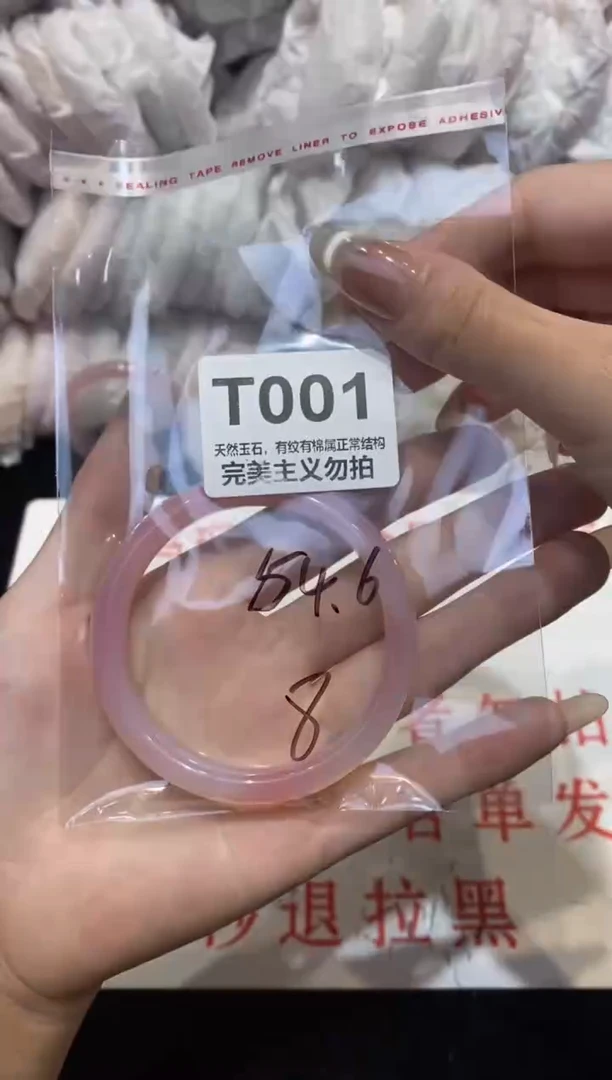 SEALING TAPE REMOVE LINER TO EXPOSE ADHESIV
T001
天然玉石，有纹有棉属正常结构
完美主义勿拍
54.6
8
单发
退拉黑